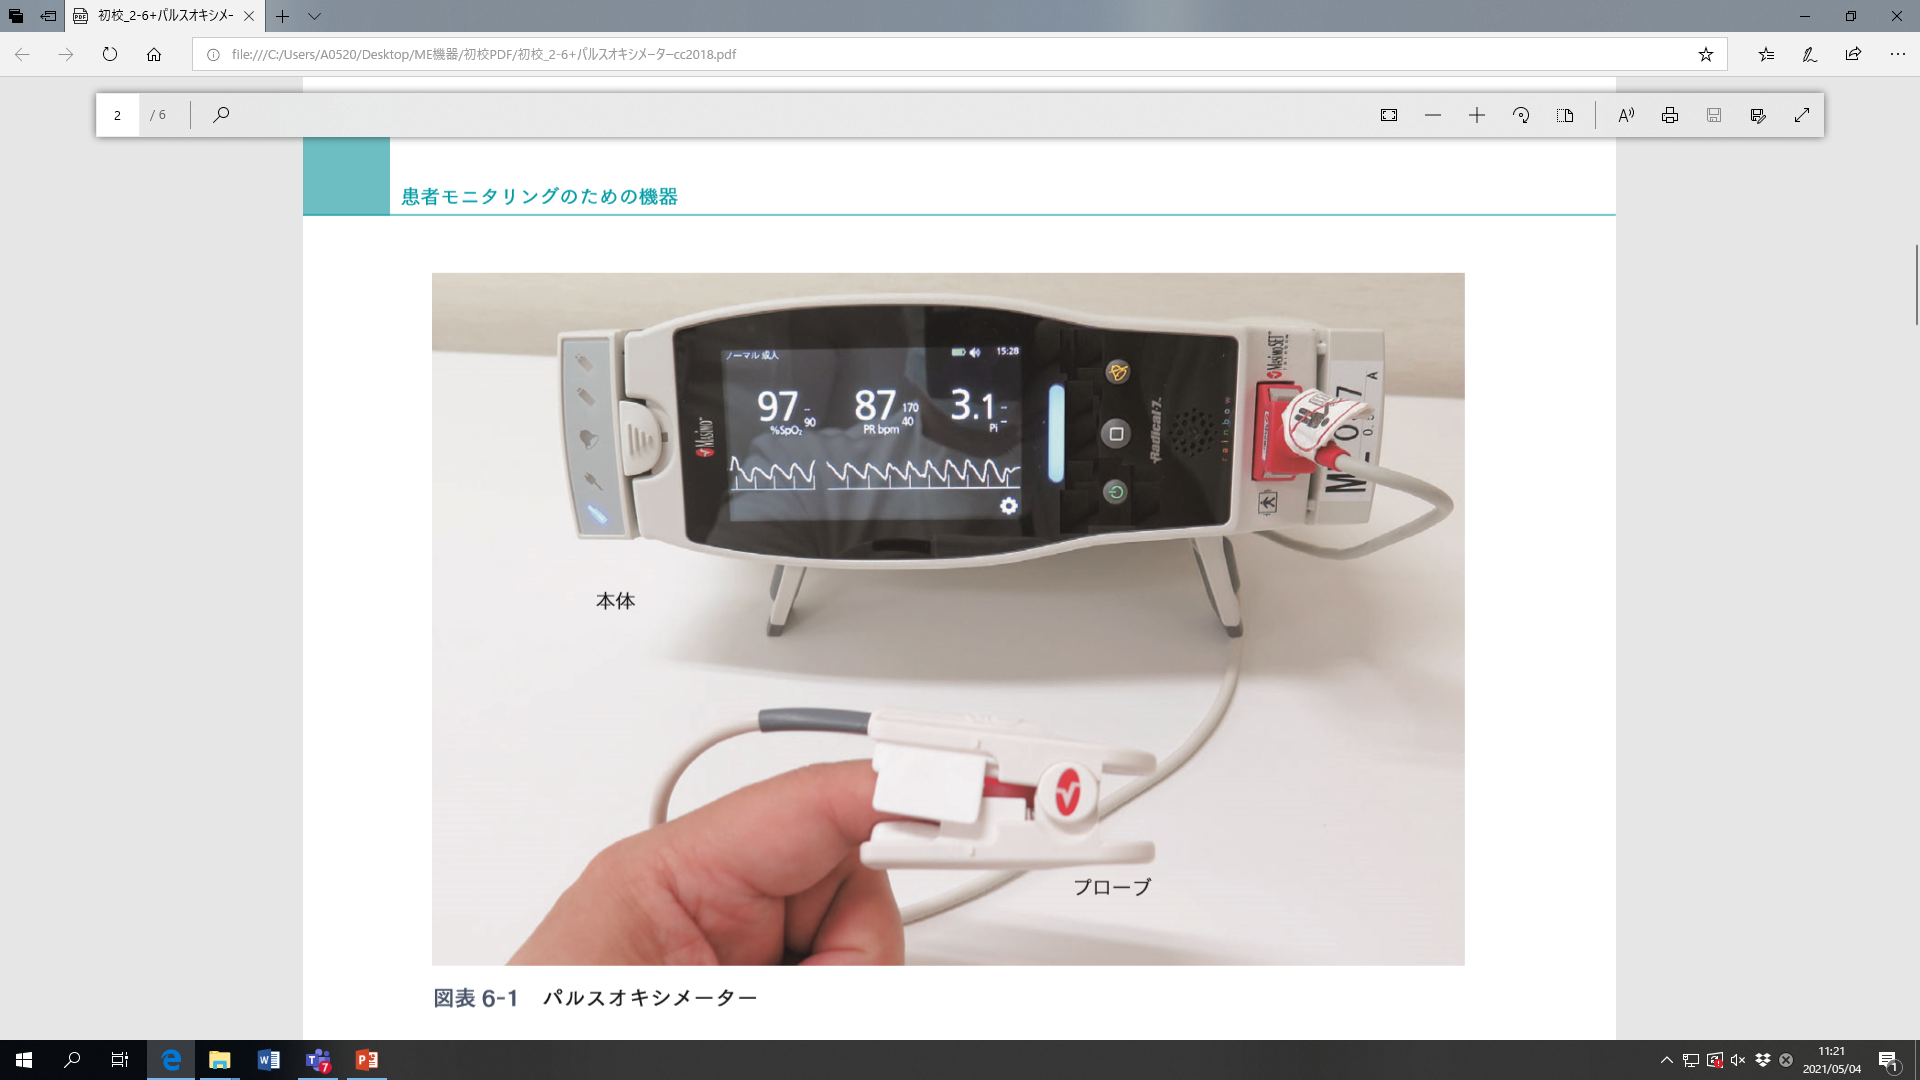 初校_2-6+パルスオキシメ-
file:///C:/Users/A0520/Desktop/ME機器/初校PDF/初校_2-6+パルスオキシメーターcc2018.pdf
2 / 6
患者モニタリングのための機器
ノーマル 成人 15:28
97 -- 90 %SpO₂
87 170 40 PR bpm
3.1 -- -- Pi
Masimo
Radical-7
rainbow
MasimoSET
本体
プローブ
図表 6-1 パルスオキシメーター
7
11:21
2021/05/04
1